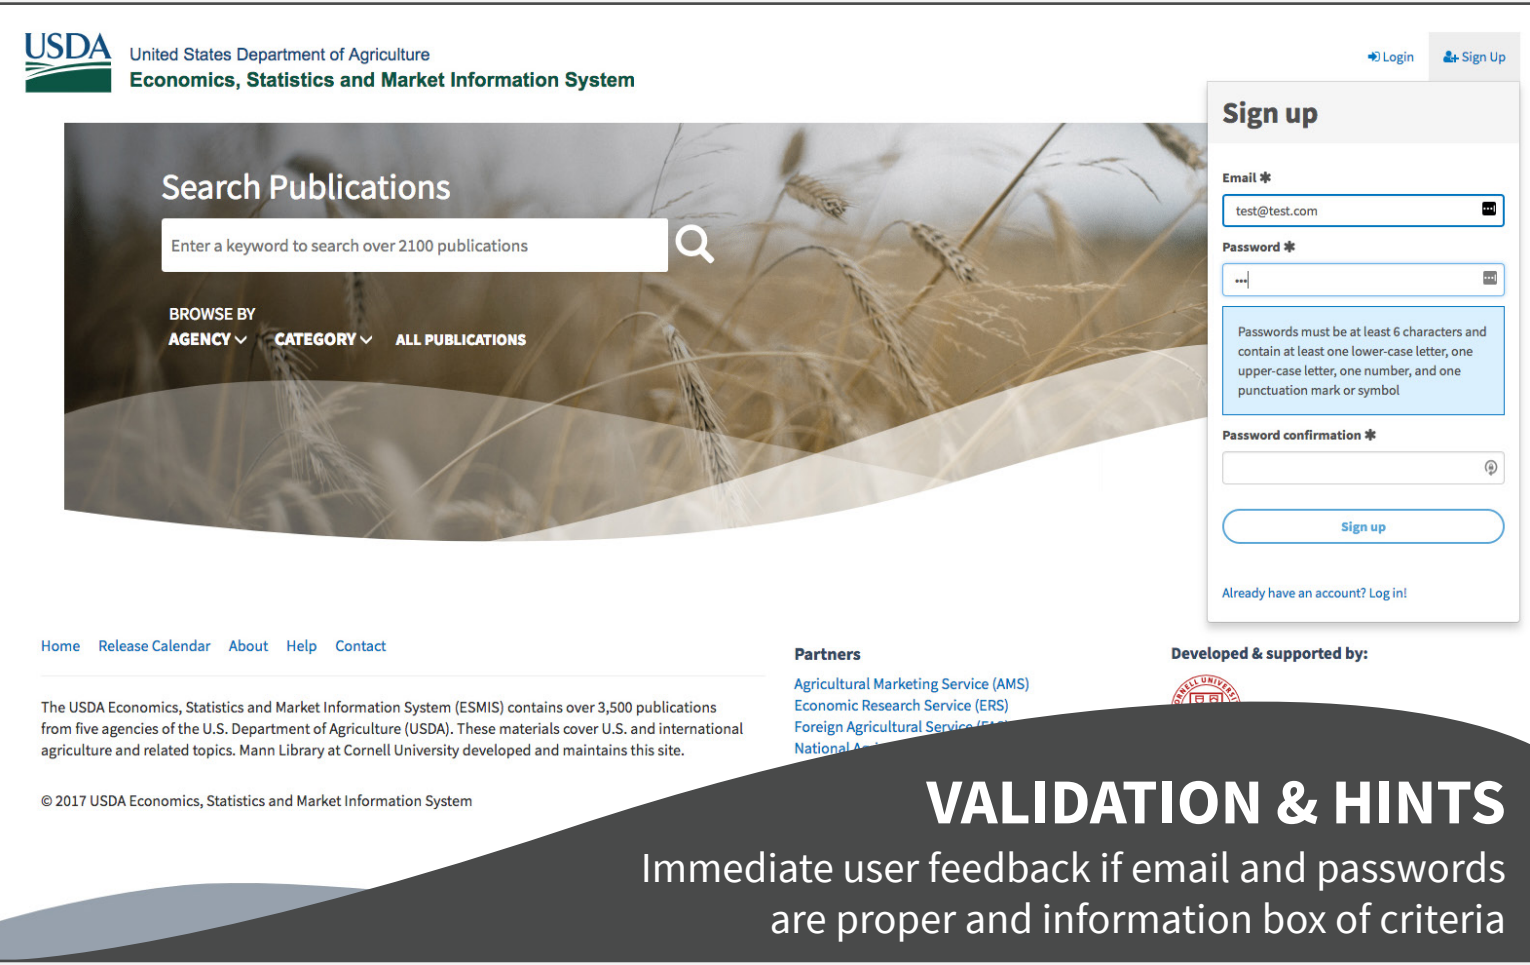 USDA
United States Department of Agriculture
Economics, Statistics and Market Information System
Login
Sign Up
Search Publications
Enter a keyword to search over 2100 publications
BROWSE BY
AGENCY
CATEGORY
ALL PUBLICATIONS
Sign up
Email ✱
test@test.com
Password ✱
•••
Passwords must be at least 6 characters and
contain at least one lower-case letter, one
upper-case letter, one number, and one
punctuation mark or symbol
Password confirmation ✱
Sign up
Already have an account? Log in!
Home
Release Calendar
About
Help
Contact
The USDA Economics, Statistics and Market Information System (ESMIS) contains over 3,500 publications
from five agencies of the U.S. Department of Agriculture (USDA). These materials cover U.S. and international
agriculture and related topics. Mann Library at Cornell University developed and maintains this site.
© 2017 USDA Economics, Statistics and Market Information System
Partners
Agricultural Marketing Service (AMS)
Economic Research Service (ERS)
Foreign Agricultural Service
National
Developed & supported by:
VALIDATION & HINTS
Immediate user feedback if email and passwords
are proper and information box of criteria